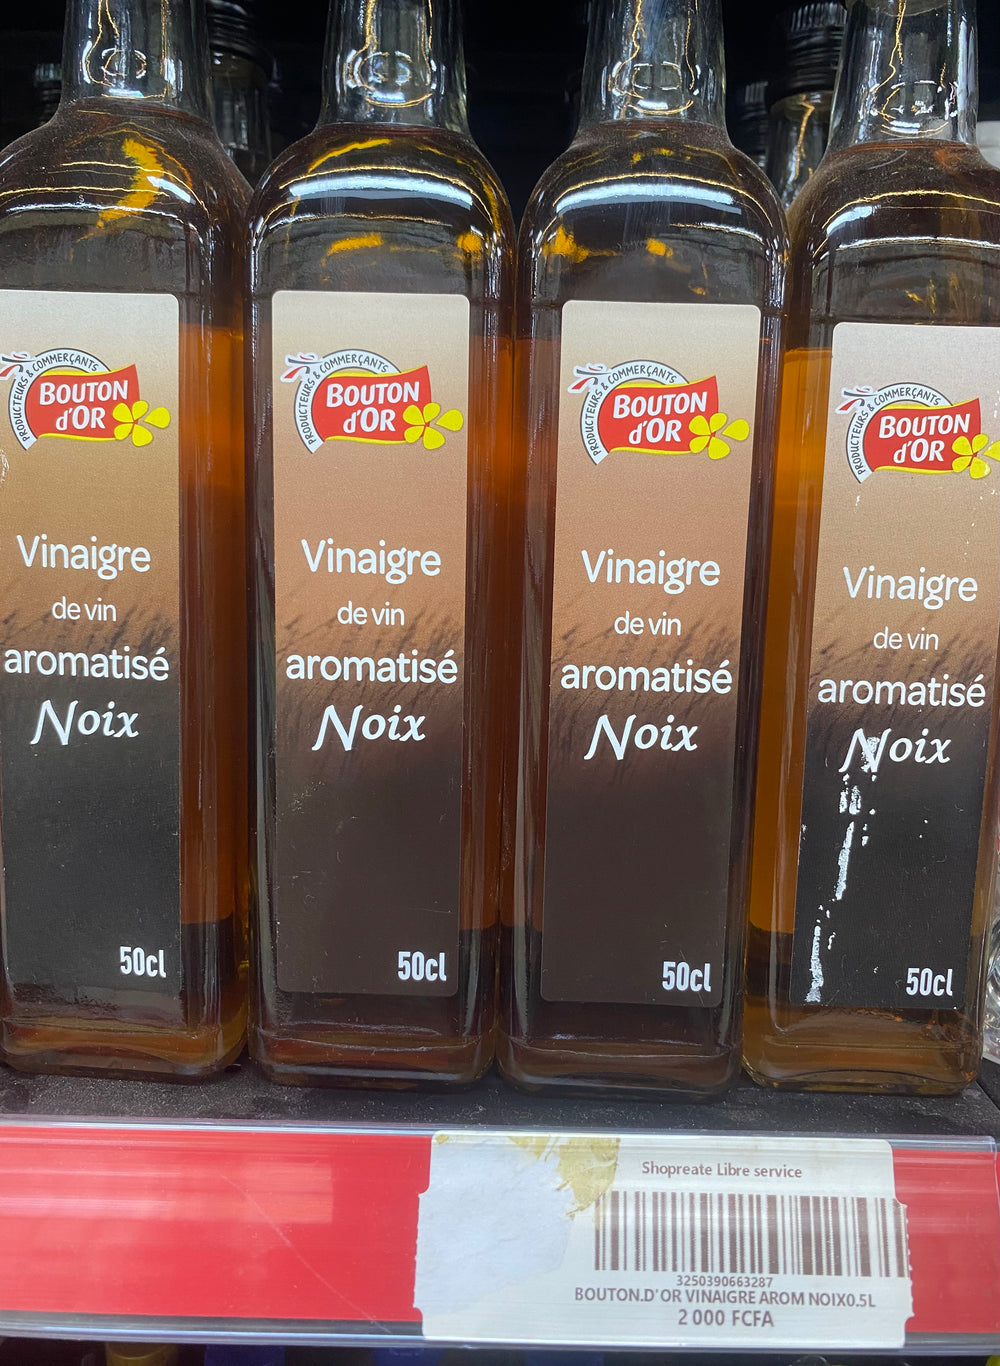 PRODUCTEURS & COMMERÇANTS
BOUTON
d'OR
Vinaigre
de vin
aromatisé
Noix
50cl
PRODUCTEURS & COMMERÇANTS
BOUTON
d'OR
Vinaigre
de vin
aromatisé
Noix
50cl
PRODUCTEURS & COMMERÇANTS
BOUTON
d'OR
Vinaigre
de vin
aromatisé
Noix
50cl
PRODUCTEURS & COMMERÇANTS
BOUTON
d'OR
Vinaigre
de vin
aromatisé
Noix
50cl
Shopreate Libre service
3250390663287
BOUTON.D'OR VINAIGRE AROM NOIX0.5L
2 000 FCFA